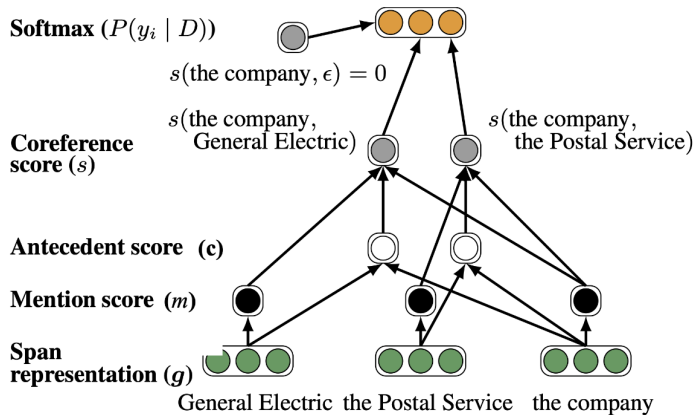 Softmax (P(y_i | D))
s(the company, ϵ) = 0
s(the company,
General Electric)
s(the company,
the Postal Service)
Coreference
score (s)
Antecedent score (c)
Mention score (m)
Span
representation (g)
General Electric the Postal Service the company